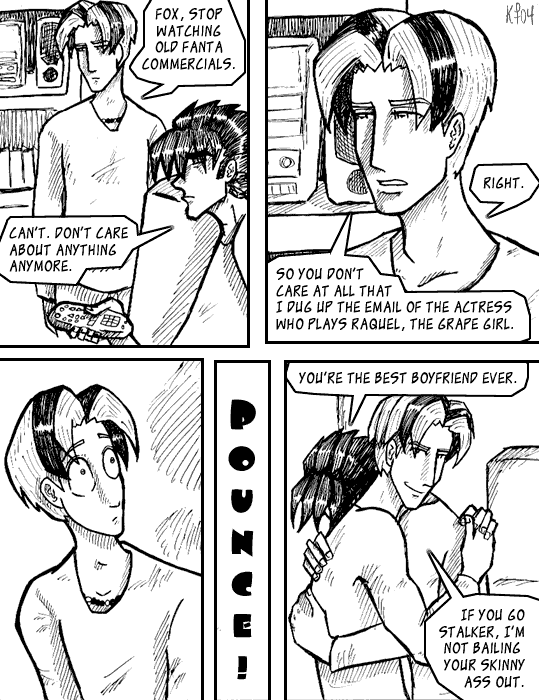 FOX, STOP
WATCHING
OLD FANTA
COMMERCIALS.
CAN'T. DON'T CARE
ABOUT ANYTHING
ANYMORE.
KP04
RIGHT.
SO YOU DON'T
CARE AT ALL THAT
I DUG UP THE EMAIL OF THE ACTRESS
WHO PLAYS RAQUEL, THE GRAPE GIRL.
POUNCE!
YOU'RE THE BEST BOYFRIEND EVER.
IF YOU GO
STALKER, I'M
NOT BAILING
YOUR SKINNY
ASS OUT.